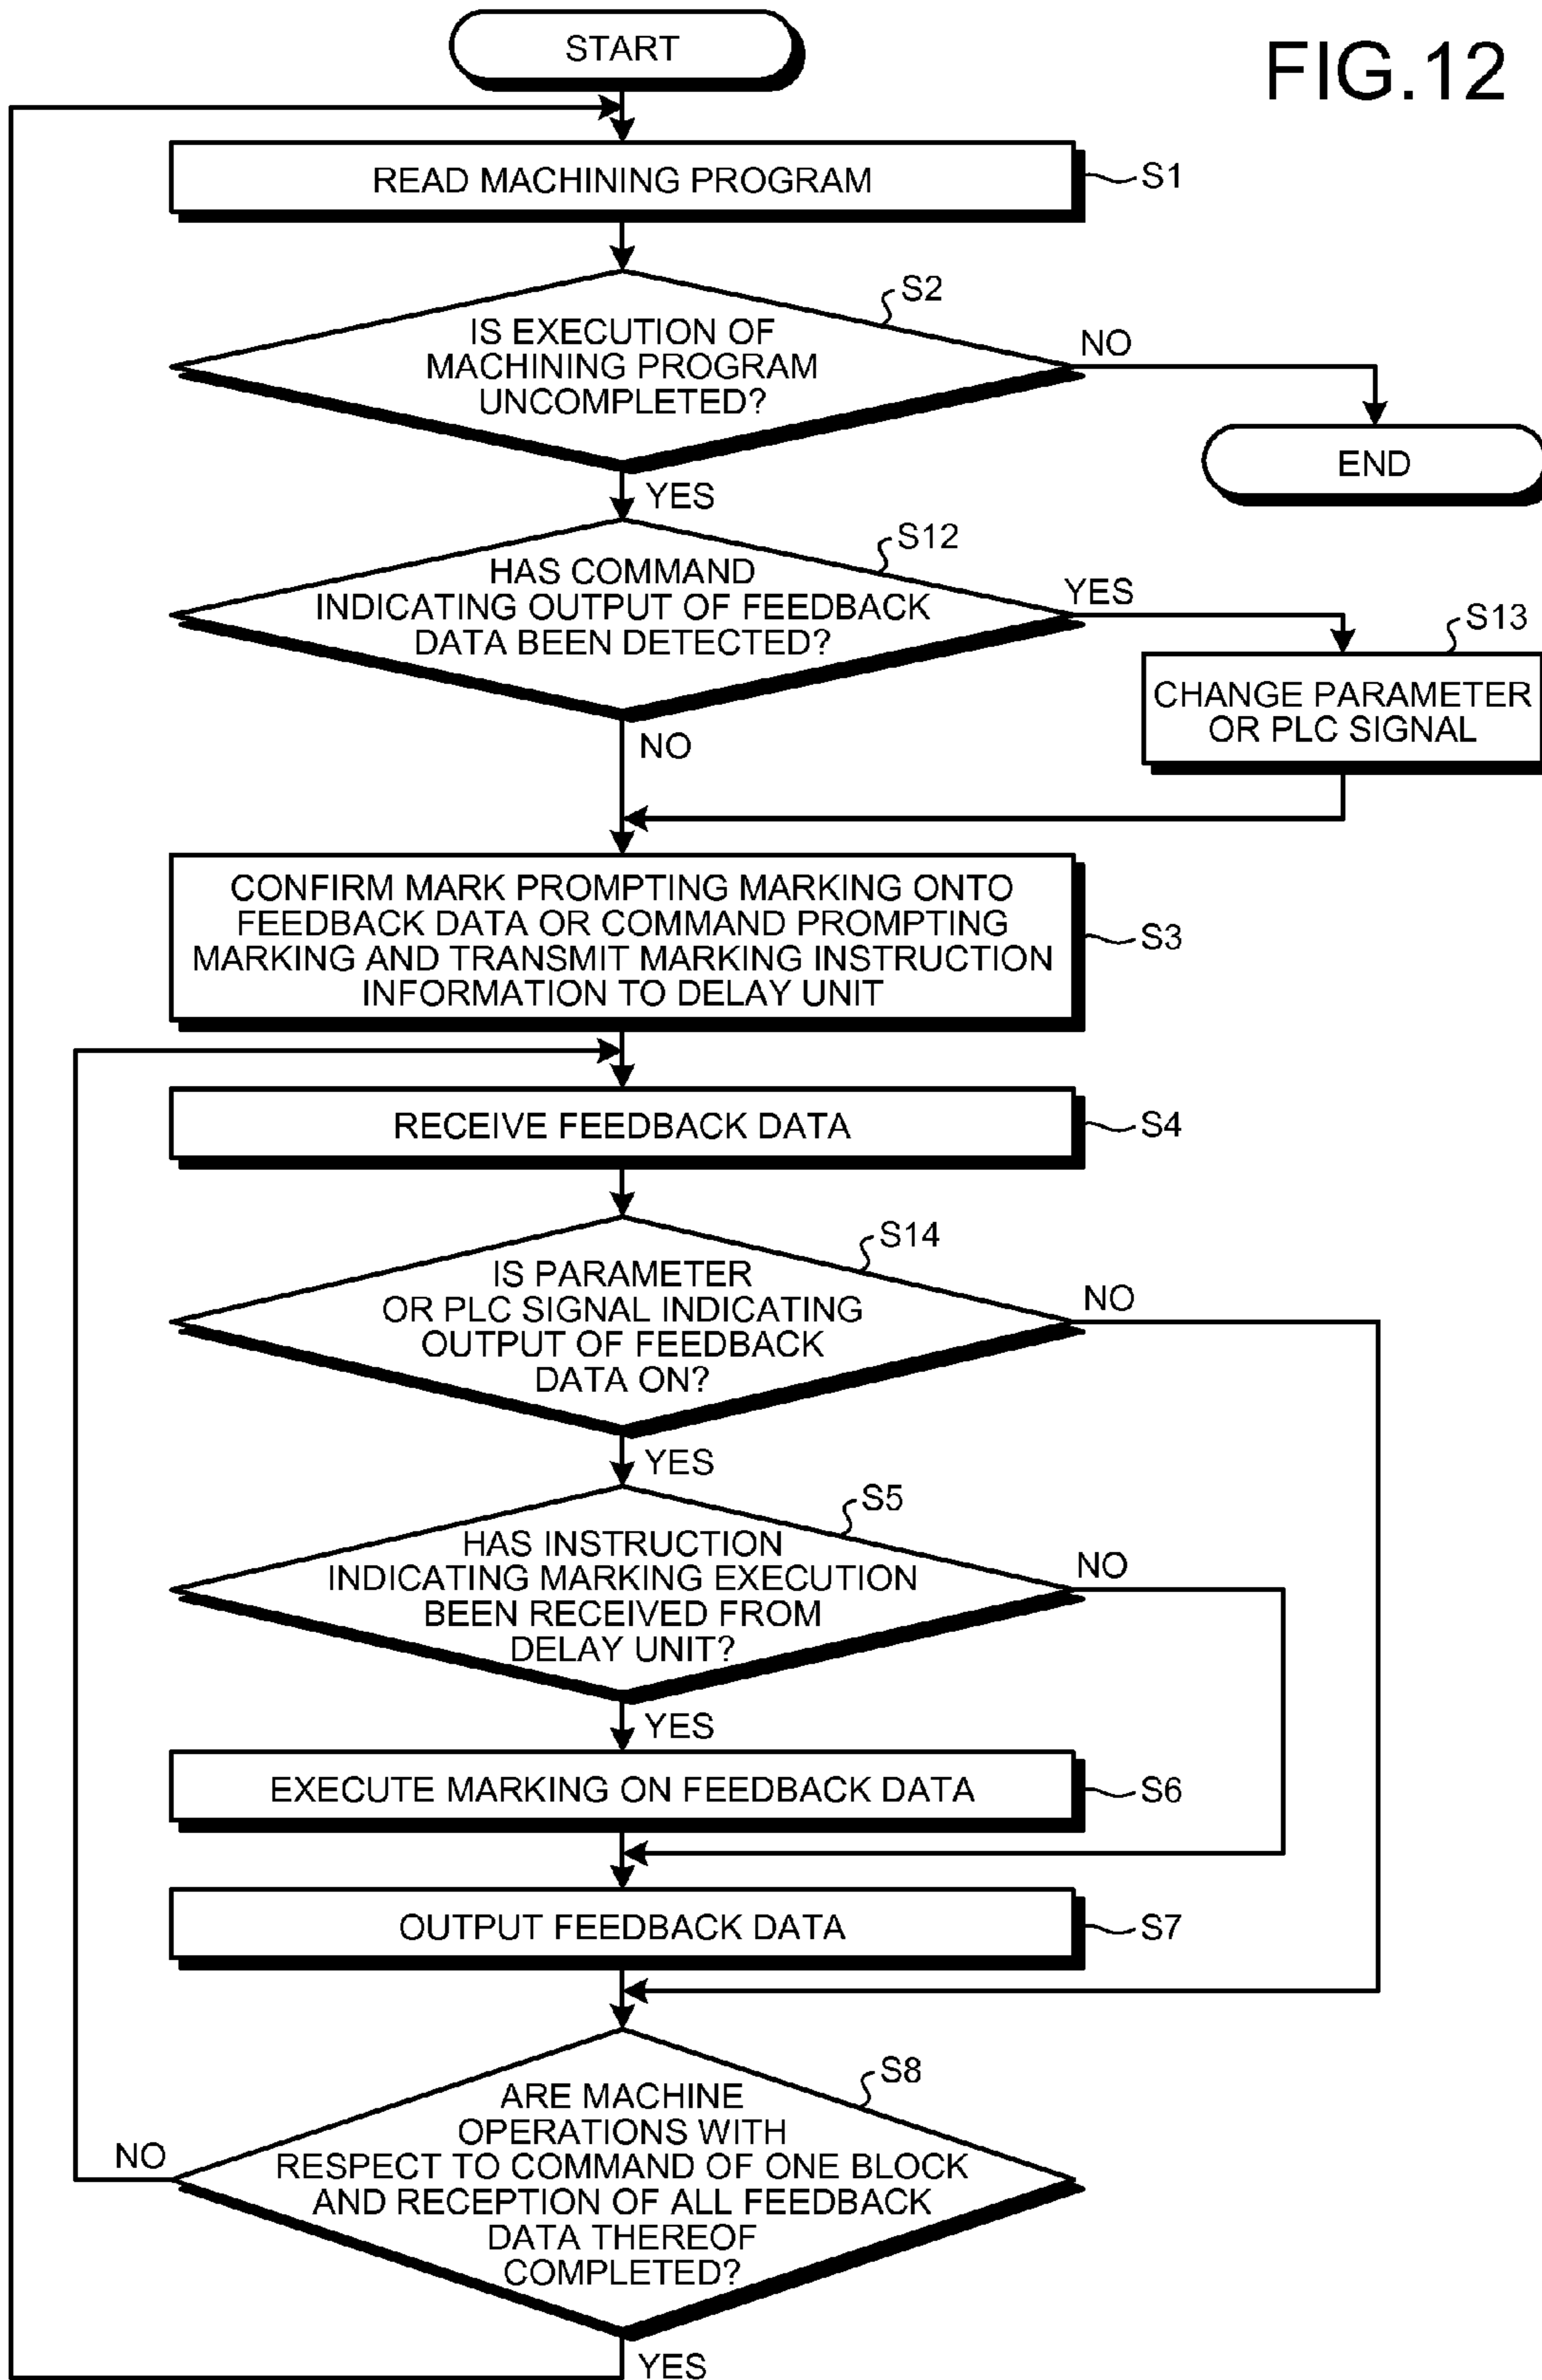 START
FIG.12
READ MACHINING PROGRAM
S1
S2
IS EXECUTION OF
MACHINING PROGRAM
UNCOMPLETED?
NO
END
YES
S12
HAS COMMAND
INDICATING OUTPUT OF FEEDBACK
DATA BEEN DETECTED?
YES
S13
CHANGE PARAMETER
OR PLC SIGNAL
NO
CONFIRM MARK PROMPTING MARKING ONTO
FEEDBACK DATA OR COMMAND PROMPTING
MARKING AND TRANSMIT MARKING INSTRUCTION
INFORMATION TO DELAY UNIT
S3
RECEIVE FEEDBACK DATA
S4
S14
IS PARAMETER
OR PLC SIGNAL INDICATING
OUTPUT OF FEEDBACK
DATA ON?
NO
YES
S5
HAS INSTRUCTION
INDICATING MARKING EXECUTION
BEEN RECEIVED FROM
DELAY UNIT?
NO
YES
EXECUTE MARKING ON FEEDBACK DATA
S6
OUTPUT FEEDBACK DATA
S7
S8
ARE MACHINE
OPERATIONS WITH
RESPECT TO COMMAND OF ONE BLOCK
AND RECEPTION OF ALL FEEDBACK
DATA THEREOF
COMPLETED?
NO
YES